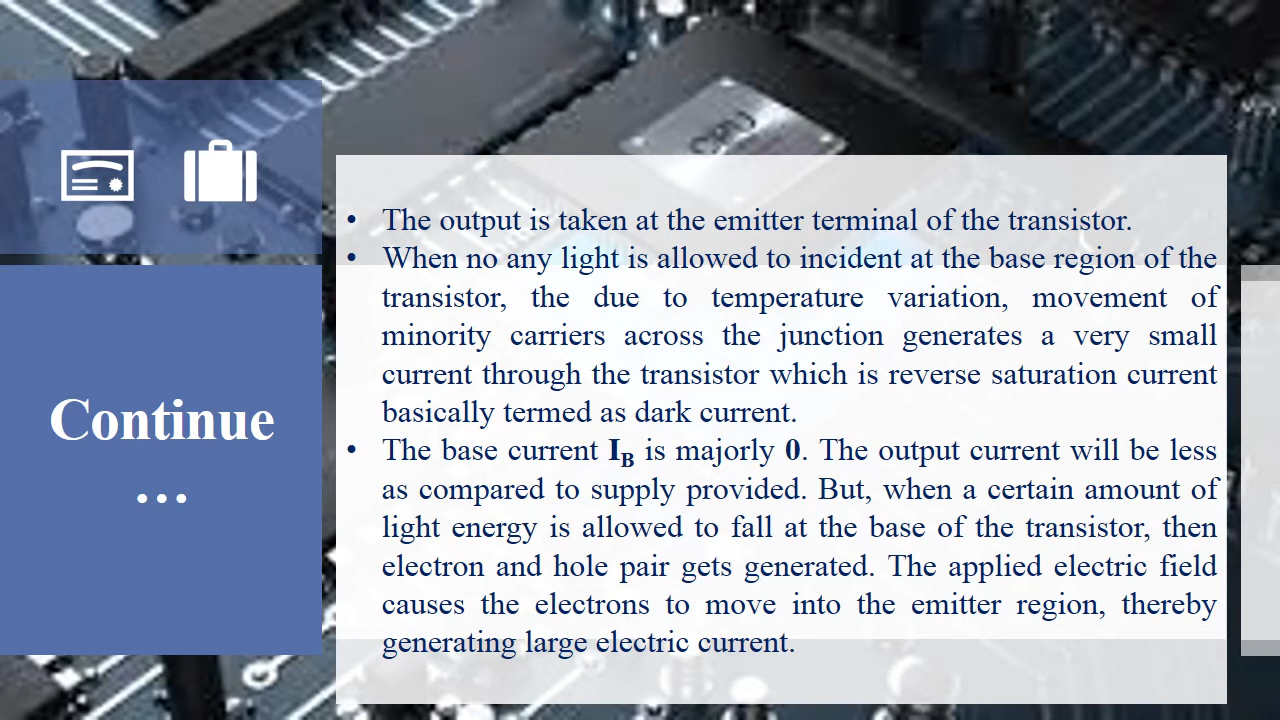 Continue
...
• The output is taken at the emitter terminal of the transistor.
• When no any light is allowed to incident at the base region of the
transistor, the due to temperature variation, movement of
minority carriers across the junction generates a very small
current through the transistor which is reverse saturation current
basically termed as dark current.
• The base current I_B is majorly 0. The output current will be less
as compared to supply provided. But, when a certain amount of
light energy is allowed to fall at the base of the transistor, then
electron and hole pair gets generated. The applied electric field
causes the electrons to move into the emitter region, thereby
generating large electric current.
CPU